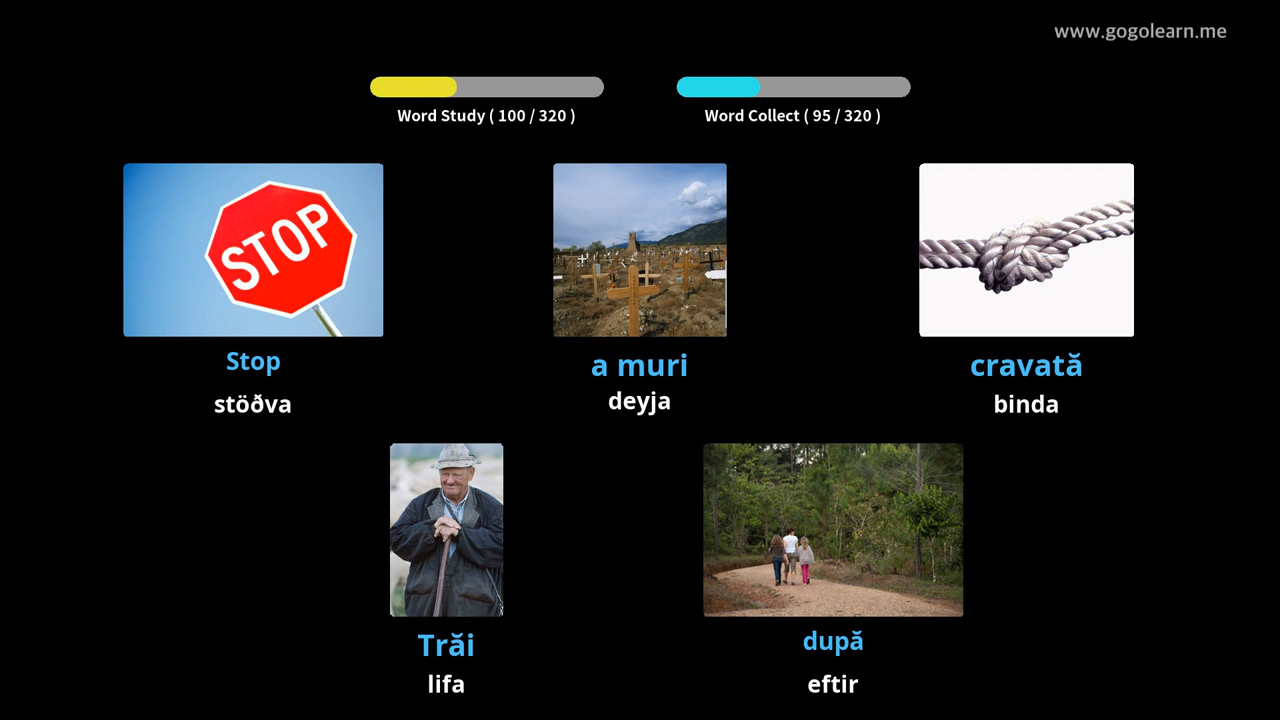 www.gogolearn.me
Word Study ( 100 / 320 )
Word Collect ( 95 / 320 )
STOP
Stop
stöðva
a muri
deyja
cravată
binda
Trăi
lifa
după
eftir